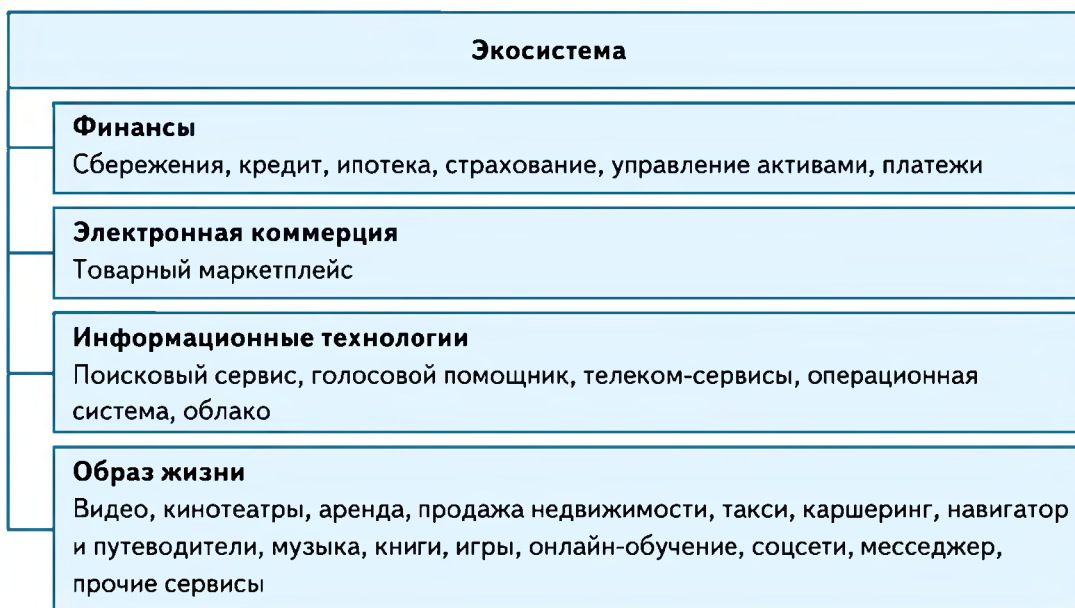 Экосистема
Финансы
Сбережения, кредит, ипотека, страхование, управление активами, платежи
Электронная коммерция
Товарный маркетплейс
Информационные технологии
Поисковый сервис, голосовой помощник, телеком-сервисы, операционная
система, облако
Образ жизни
Видео, кинотеатры, аренда, продажа недвижимости, такси, каршеринг, навигатор
и путеводители, музыка, книги, игры, онлайн-обучение, соцсети, месседжер,
прочие сервисы